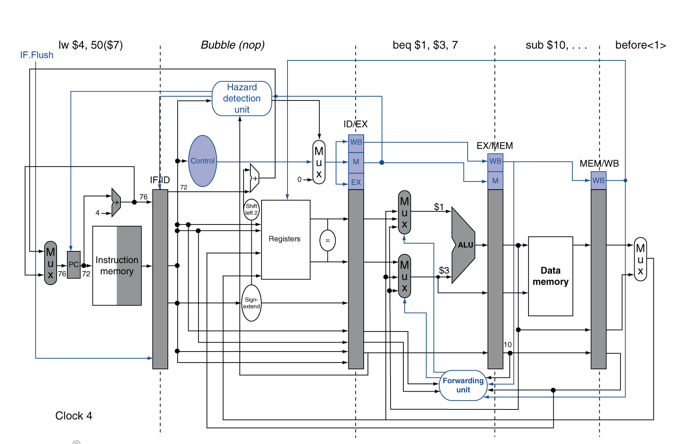 lw $4, 50($7)
Bubble (nop)
beq $1, $3, 7
sub $10, . . .
before<1>
IF.Flush
Hazard
detection
unit
ID/EX
WB
EX/MEM
M
u
x
Control
M
WB
MEM/WB
IF/ID
0
EX
M
WB
72
+
76
+
4
Shift
left 2
M
u
x
$1
Registers
=
ALU
M
u
x
PC
Instruction
memory
M
u
x
Data
memory
M
u
x
76
72
$3
Sign-
extend
10
Forwarding
unit
Clock 4